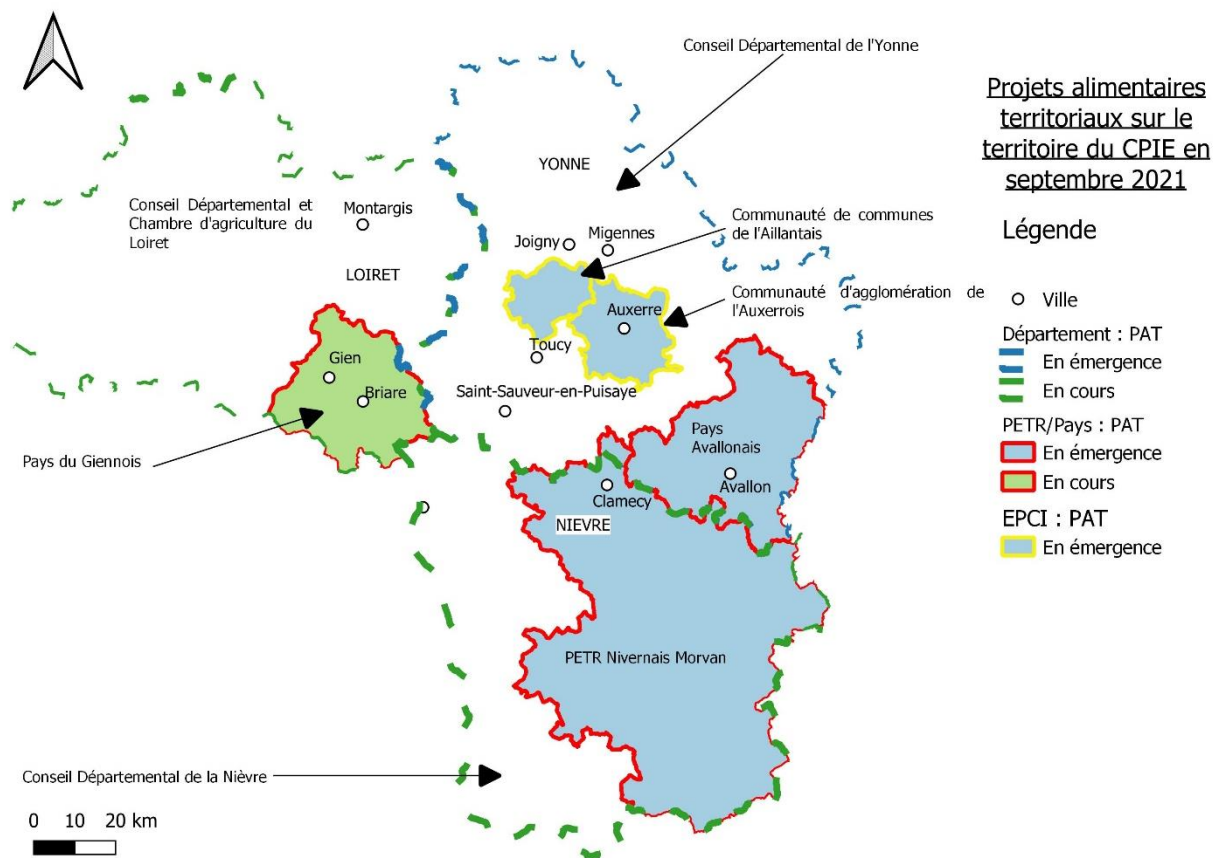 Conseil Départemental de l'Yonne
Projets alimentaires
territoriaux sur le
territoire du CPIE en
septembre 2021
YONNE
Conseil Départemental et
Chambre d'agriculture du
Loiret
Montargis
Communauté de communes
de l'Aillantais
Légende
Joigny
Migennes
LOIRET
Communauté d'agglomération de
l'Auxerrois
Ville
Auxerre
Département : PAT
Toucy
Gien
En émergence
Briare
Saint-Sauveur-en-Puisaye
En cours
PETR/Pays : PAT
Pays
Avallonais
En émergence
Pays du Giennois
Avallon
En cours
Clamecy
NIEVRE
EPCI : PAT
En émergence
PETR Nivernais Morvan
Conseil Départemental de la Nièvre
0 10 20 km